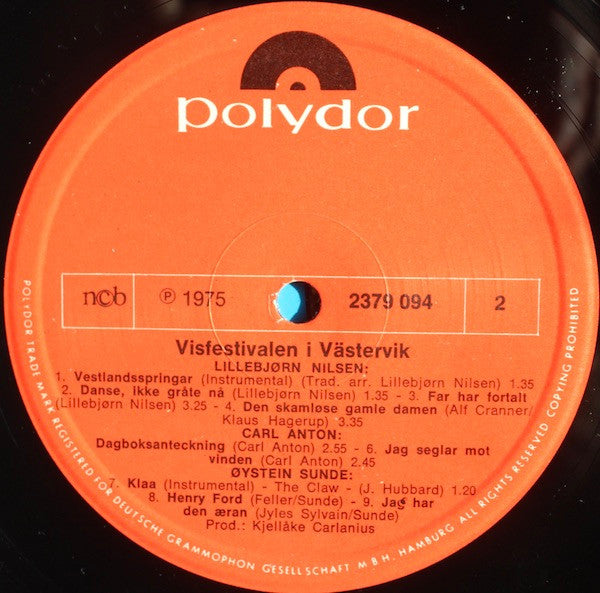 polydor
ncb ℗ 1975 2379 094 2
Visfestivalen i Västervik
LILLEBJØRN NILSEN:
1. Vestlandsspringar (Instrumental) (Trad. arr. Lillebjørn Nilsen) 1.35
2. Danse, ikke gråte nå (Lillebjørn Nilsen) 1.35 - 3. Far har fortalt
(Lillebjørn Nilsen) 3.25 - 4. Den skamløse gamle damen (Alf Cranner/
Klaus Hagerup) 3.35
CARL ANTON:
5. Dagboksanteckning (Carl Anton) 2.55 - 6. Jag seglar mot
vinden (Carl Anton) 2.45
ØYSTEIN SUNDE:
7. Klaa (Instrumental) - The Claw - (J. Hubbard) 1.20
8. Henry Ford (Feller/Sunde) - 9. Jag har
den æran (Jyles Sylvain/Sunde)
Prod.: Kjellåke Carlanius
POLYDOR TRADE MARK REGISTERED FOR DEUTSCHE GRAMMOPHON GESELLSCHAFT M B H. HAMBURG ALL RIGHTS RESERVED COPYING PROHIBITED